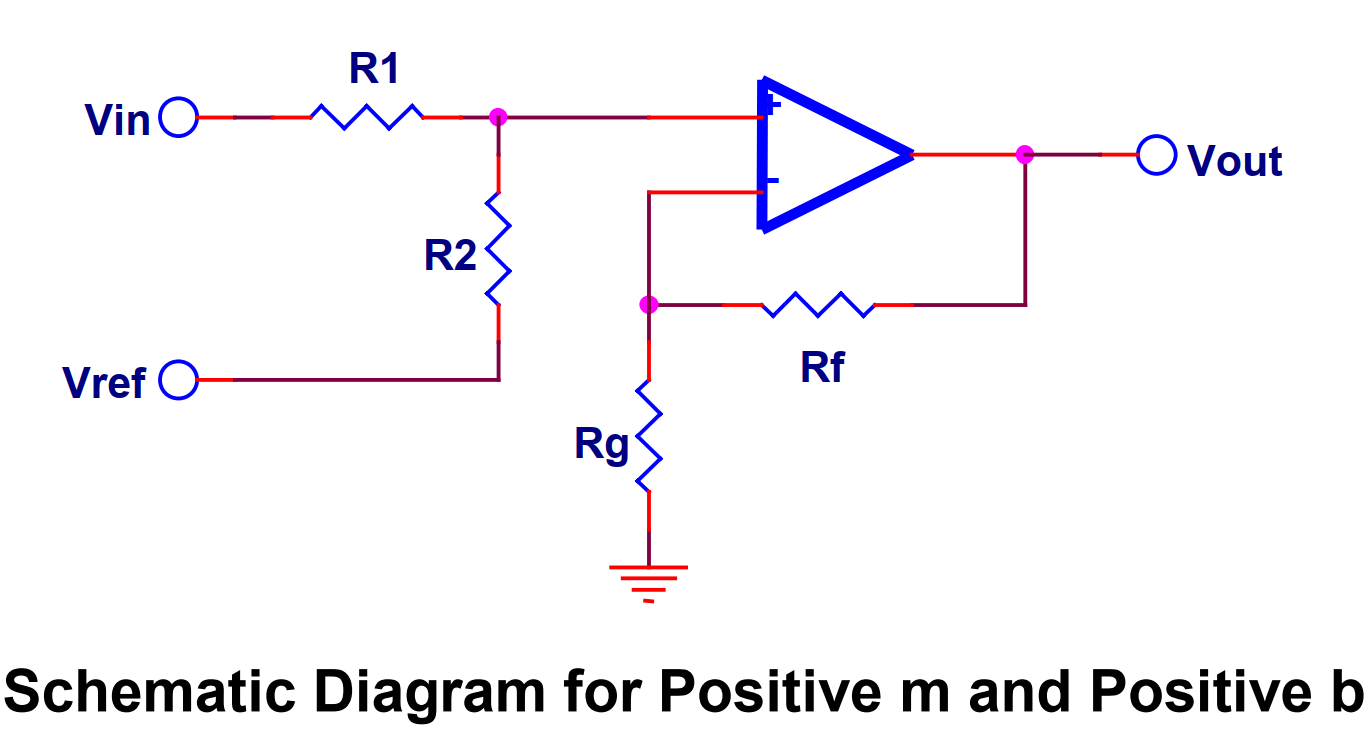 R1
Vin
+
-
Vout
R2
Rf
Vref
Rg
Schematic Diagram for Positive m and Positive b